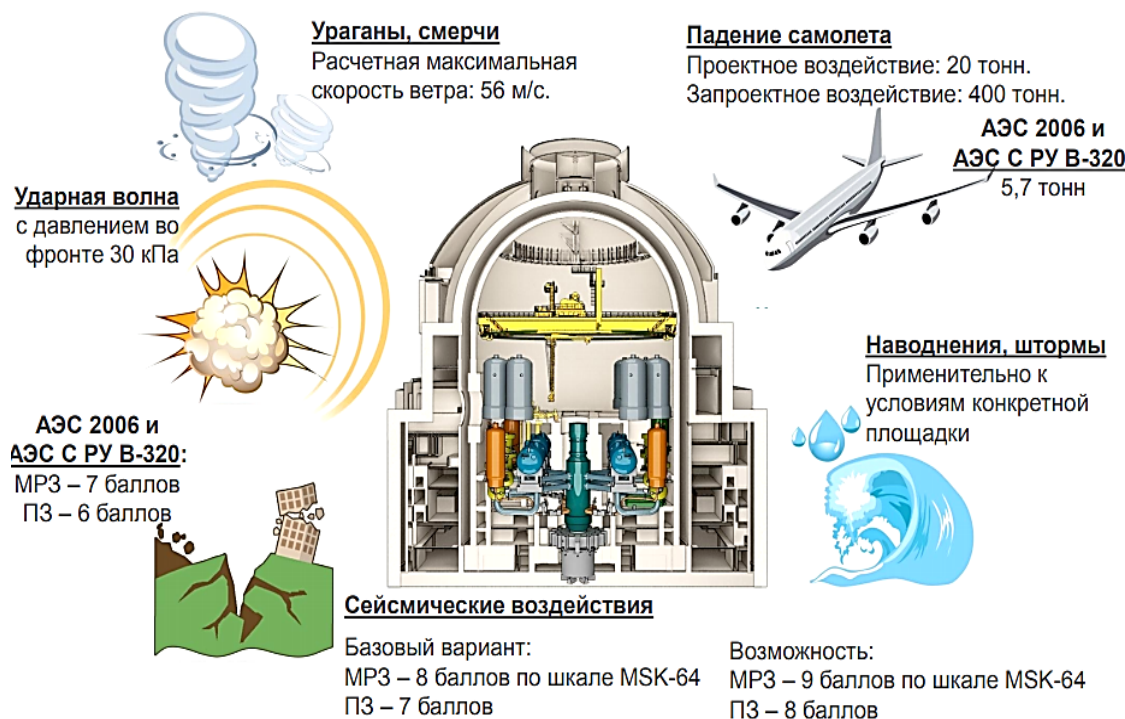 Ураганы, смерчи
Расчетная максимальная
скорость ветра: 56 м/с.
Падение самолета
Проектное воздействие: 20 тонн.
Запроектное воздействие: 400 тонн.
АЭС 2006 и
АЭС С РУ В-320
5,7 тонн
Ударная волна
с давлением во
фронте 30 кПа
Наводнения, штормы
Применительно к
условиям конкретной
площадки
АЭС 2006 и
АЭС С РУ В-320:
МРЗ – 7 баллов
ПЗ – 6 баллов
Сейсмические воздействия
Базовый вариант:
МРЗ – 8 баллов по шкале MSK-64
ПЗ – 7 баллов
Возможность:
МРЗ – 9 баллов по шкале MSK-64
ПЗ – 8 баллов